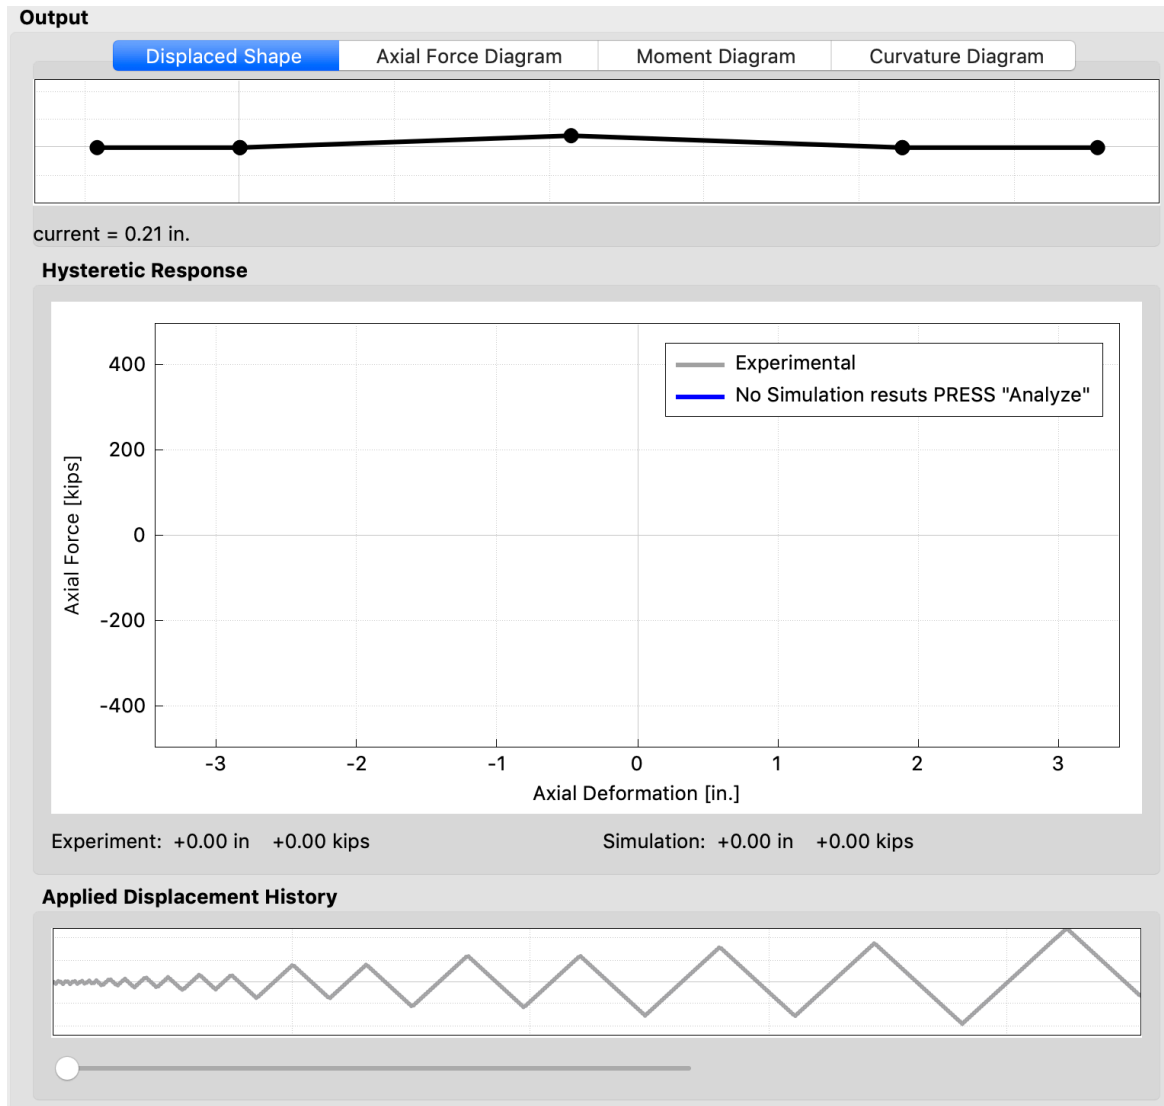 Output
Displaced Shape Axial Force Diagram Moment Diagram Curvature Diagram
current = 0.21 in.
Hysteretic Response
Experimental
No Simulation resuts PRESS "Analyze"
400
200
0
-200
-400
Axial Force [kips]
-3 -2 -1 0 1 2 3
Axial Deformation [in.]
Experiment: +0.00 in +0.00 kips Simulation: +0.00 in +0.00 kips
Applied Displacement History